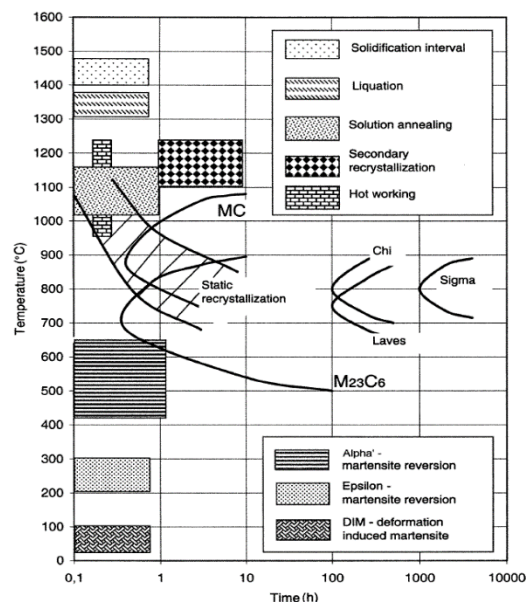 1600
1500
1400
1300
1200
1100
1000
900
800
700
600
500
400
300
200
100
0
Temperature (°C)
Solidification interval
Liquation
Solution annealing
Secondary
recrystallization
Hot working
MC
Static
recrystallization
Chi
Sigma
Laves
M23C6
Alpha' -
martensite reversion
Epsilon -
martensite reversion
DIM - deformation
induced martensite
0,1 1 10 100 1000 10000
Time (h)